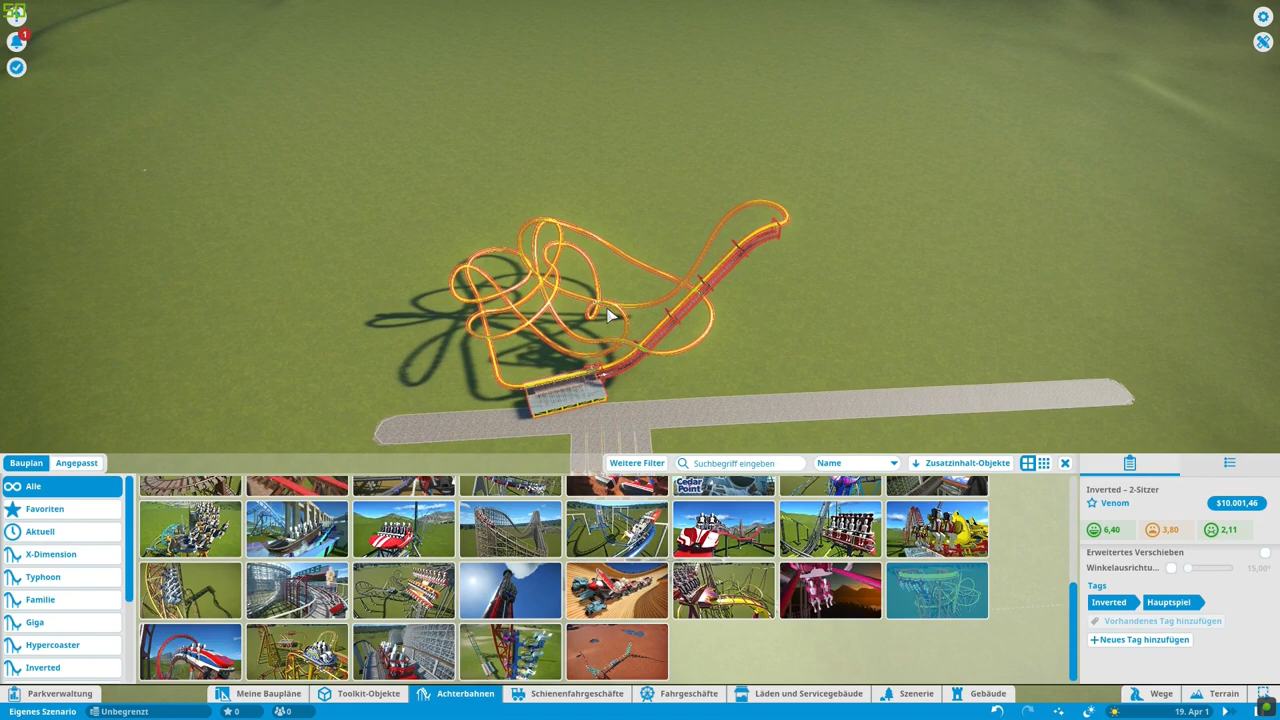 50
1
Bauplan
Angepasst
Weitere Filter
Suchbegriff eingeben
Name
Zusatzinhalt-Objekte
Alle
Favoriten
Aktuell
X-Dimension
Typhoon
Familie
Giga
Hypercoaster
Inverted
Cedar
Point
Inverted – 2-Sitzer
Venom
$10.001,46
6,40
3,80
2,11
Erweitertes Verschieben
Winkelausrichtu...
15,00°
Tags
Inverted
Hauptspiel
Vorhandenes Tag hinzufügen
+Neues Tag hinzufügen
Parkverwaltung
Meine Baupläne
Toolkit-Objekte
Achterbahnen
Schienenfahrgeschäfte
Fahrgeschäfte
Läden und Servicegebäude
Szenerie
Gebäude
Wege
Terrain
Eigenes Szenario
Unbegrenzt
0
0
19. Apr 1